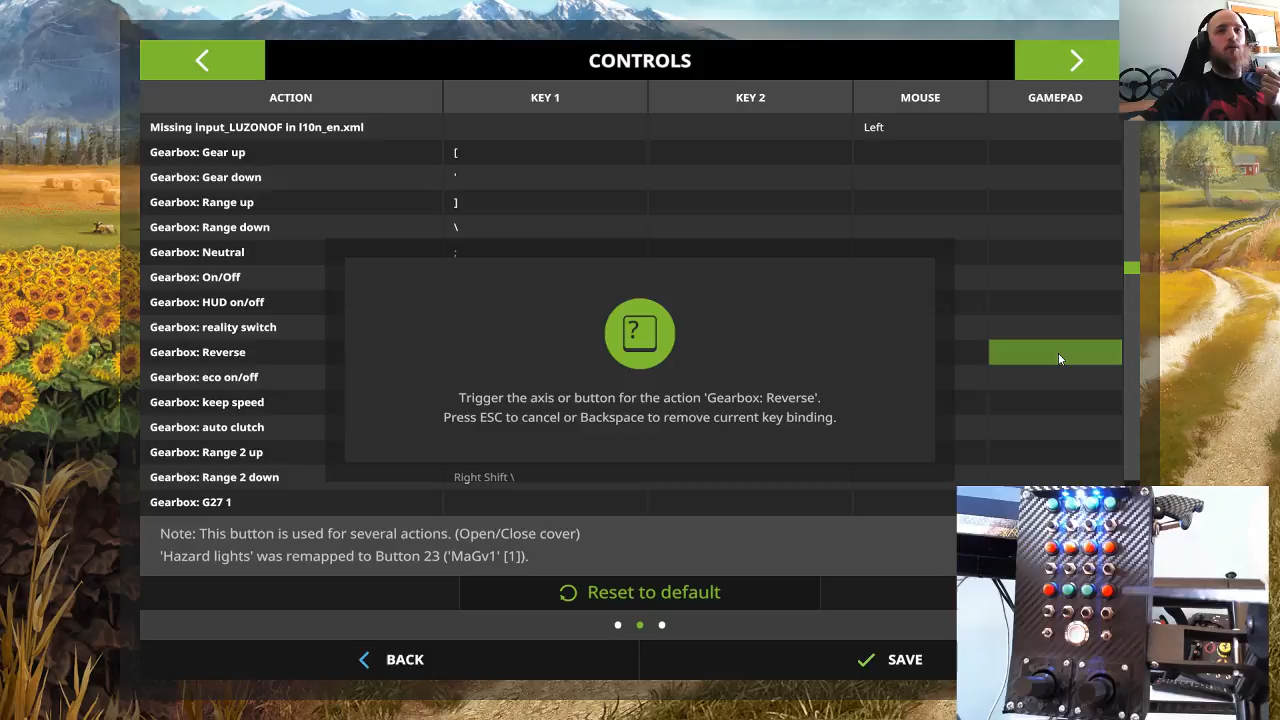 CONTROLS
ACTION KEY 1 KEY 2 MOUSE GAMEPAD
Missing input_LUZONOF in l10n_en.xml Left
Gearbox: Gear up [
Gearbox: Gear down '
Gearbox: Range up ]
Gearbox: Range down \
Gearbox: Neutral ;
Gearbox: On/Off
Gearbox: HUD on/off
Gearbox: reality switch
Gearbox: Reverse
Gearbox: eco on/off
Gearbox: keep speed
Gearbox: auto clutch
Gearbox: Range 2 up
Gearbox: Range 2 down Right Shift \
Gearbox: G27 1
?
Trigger the axis or button for the action 'Gearbox: Reverse'.
Press ESC to cancel or Backspace to remove current key binding.
Note: This button is used for several actions. (Open/Close cover)
'Hazard lights' was remapped to Button 23 ('MaGv1' [1]).
Reset to default
BACK SAVE